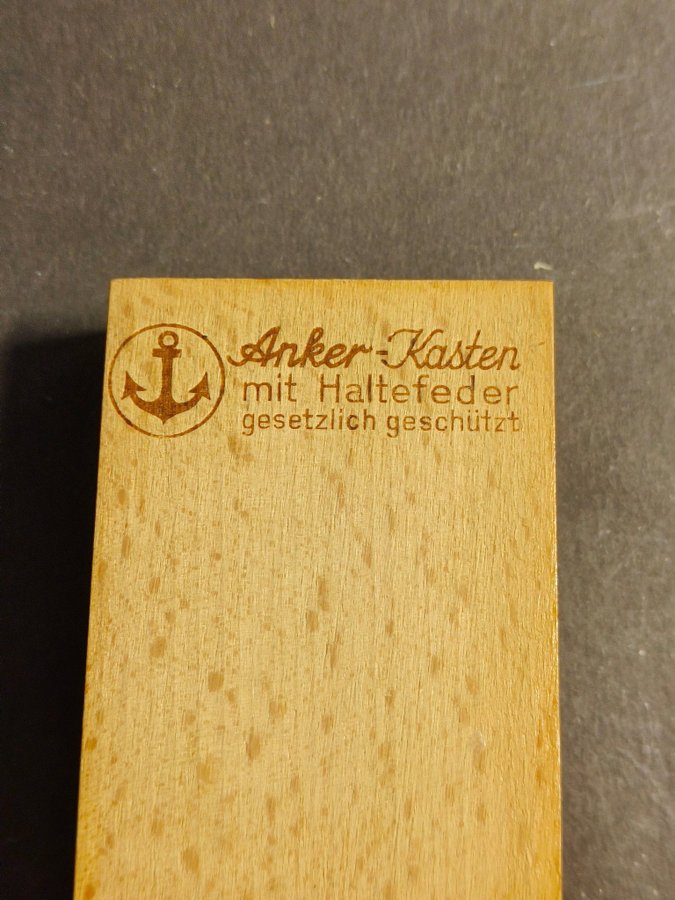 Anker-Kasten
mit Haltefeder
gesetzlich geschützt